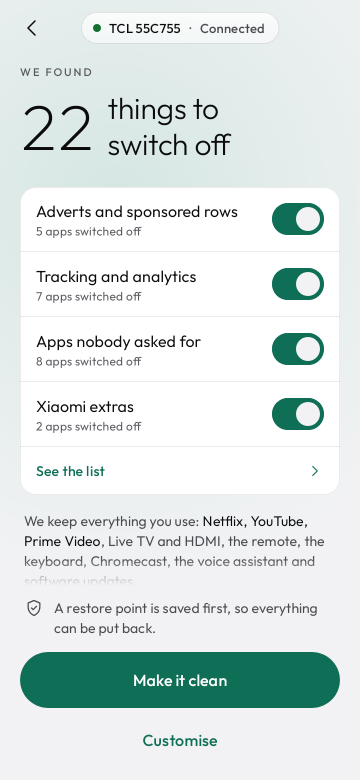 TCL 55C755 · Connected
WE FOUND
22 things to
switch off
Adverts and sponsored rows
5 apps switched off
Tracking and analytics
7 apps switched off
Apps nobody asked for
8 apps switched off
Xiaomi extras
2 apps switched off
See the list
We keep everything you use: Netflix, YouTube,
Prime Video, Live TV and HDMI, the remote, the
keyboard, Chromecast, the voice assistant and
software updates.
A restore point is saved first, so everything
can be put back.
Make it clean
Customise